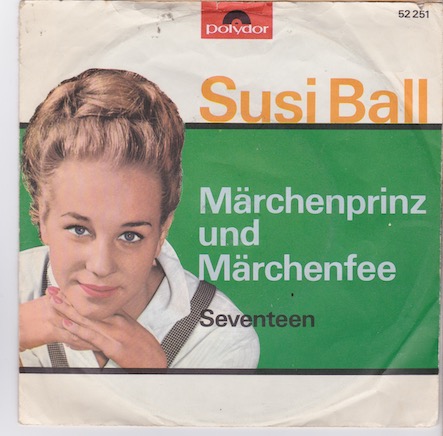 polydor
52 251
Susi Ball
Märchenprinz
und
Märchenfee
Seventeen